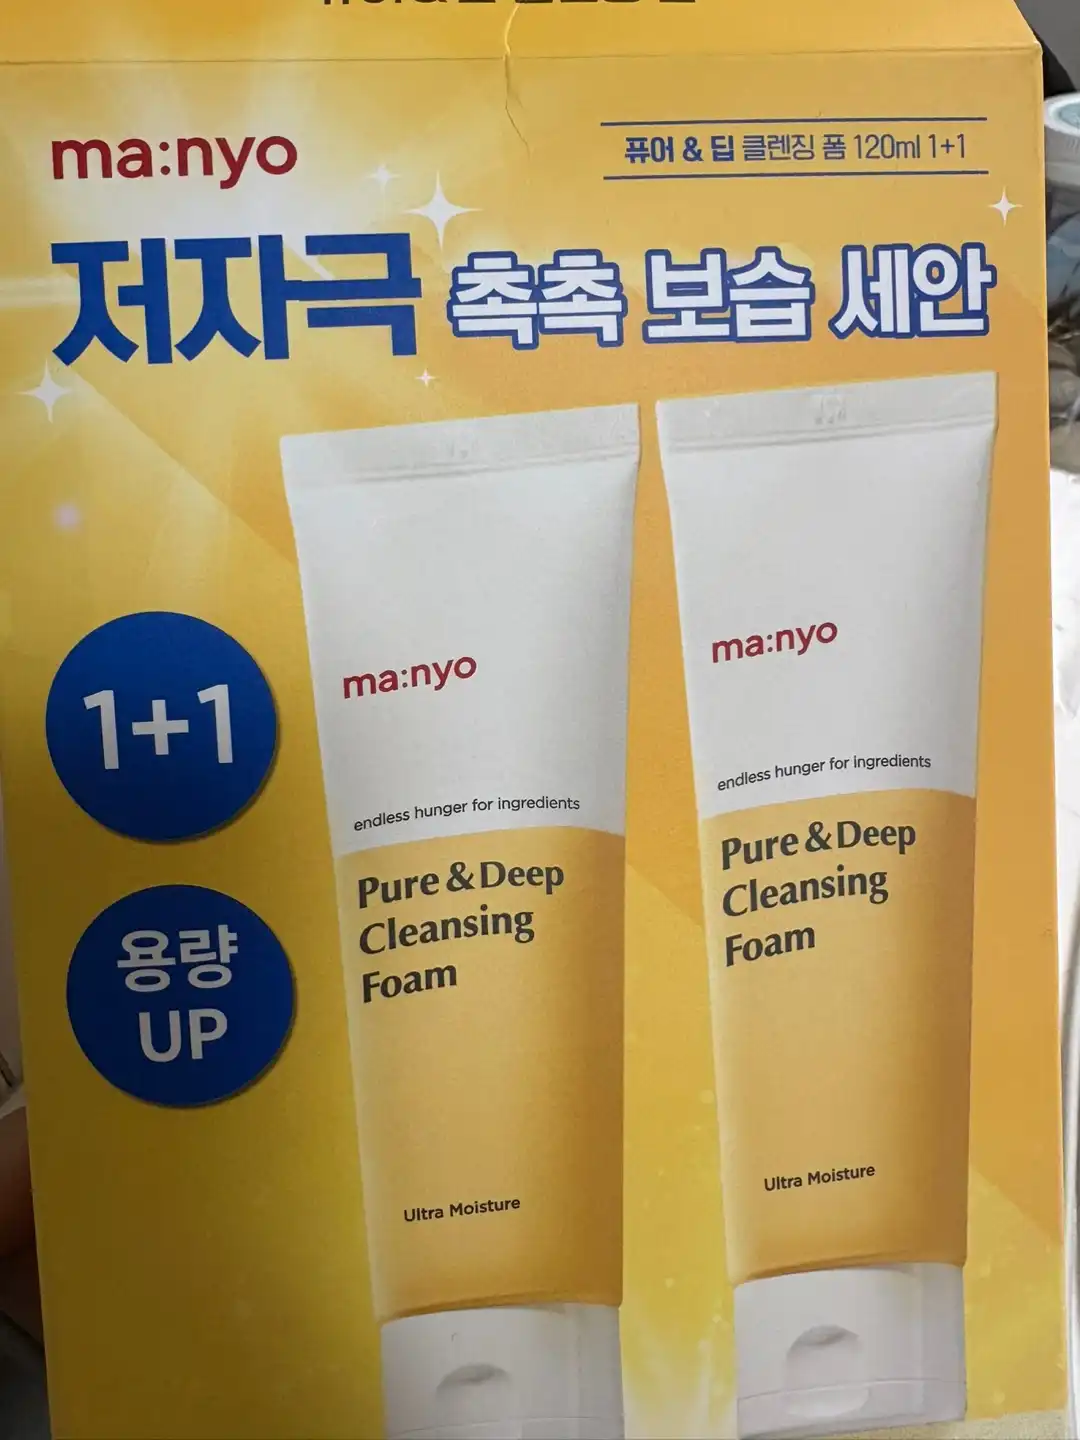 ma:nyo
퓨어 & 딥 클렌징 폼 120ml 1+1
저자극 촉촉 보습 세안
ma:nyo
endless hunger for ingredients
Pure & Deep
Cleansing
Foam
Ultra Moisture
ma:nyo
endless hunger for ingredients
Pure & Deep
Cleansing
Foam
Ultra Moisture
1+1
용량
UP